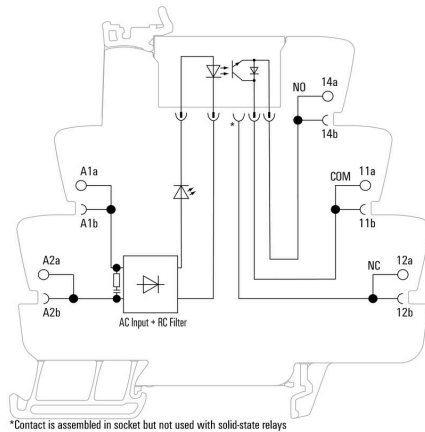 NO
14a
14b
*
A1a
COM
11a
A1b
11b
A2a
NC
12a
A2b
AC Input + RC Filter
12b
*Contact is assembled in socket but not used with solid-state relays